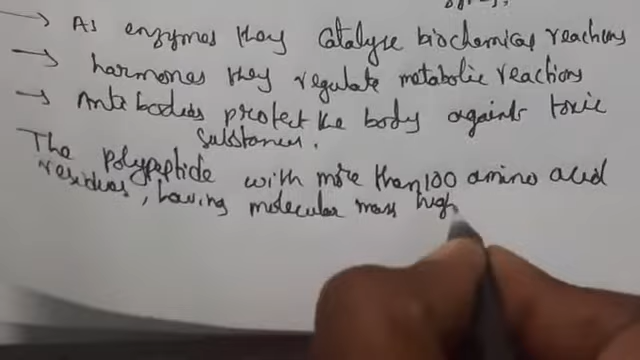 → As enzymes they catalyse biochemical reactions
→ harmones they regulate metabolic reactions
→ Antibodies protect the body againts toxic
substances.
The polypeptide with more than 100 amino acid
residues, having molecular mass high